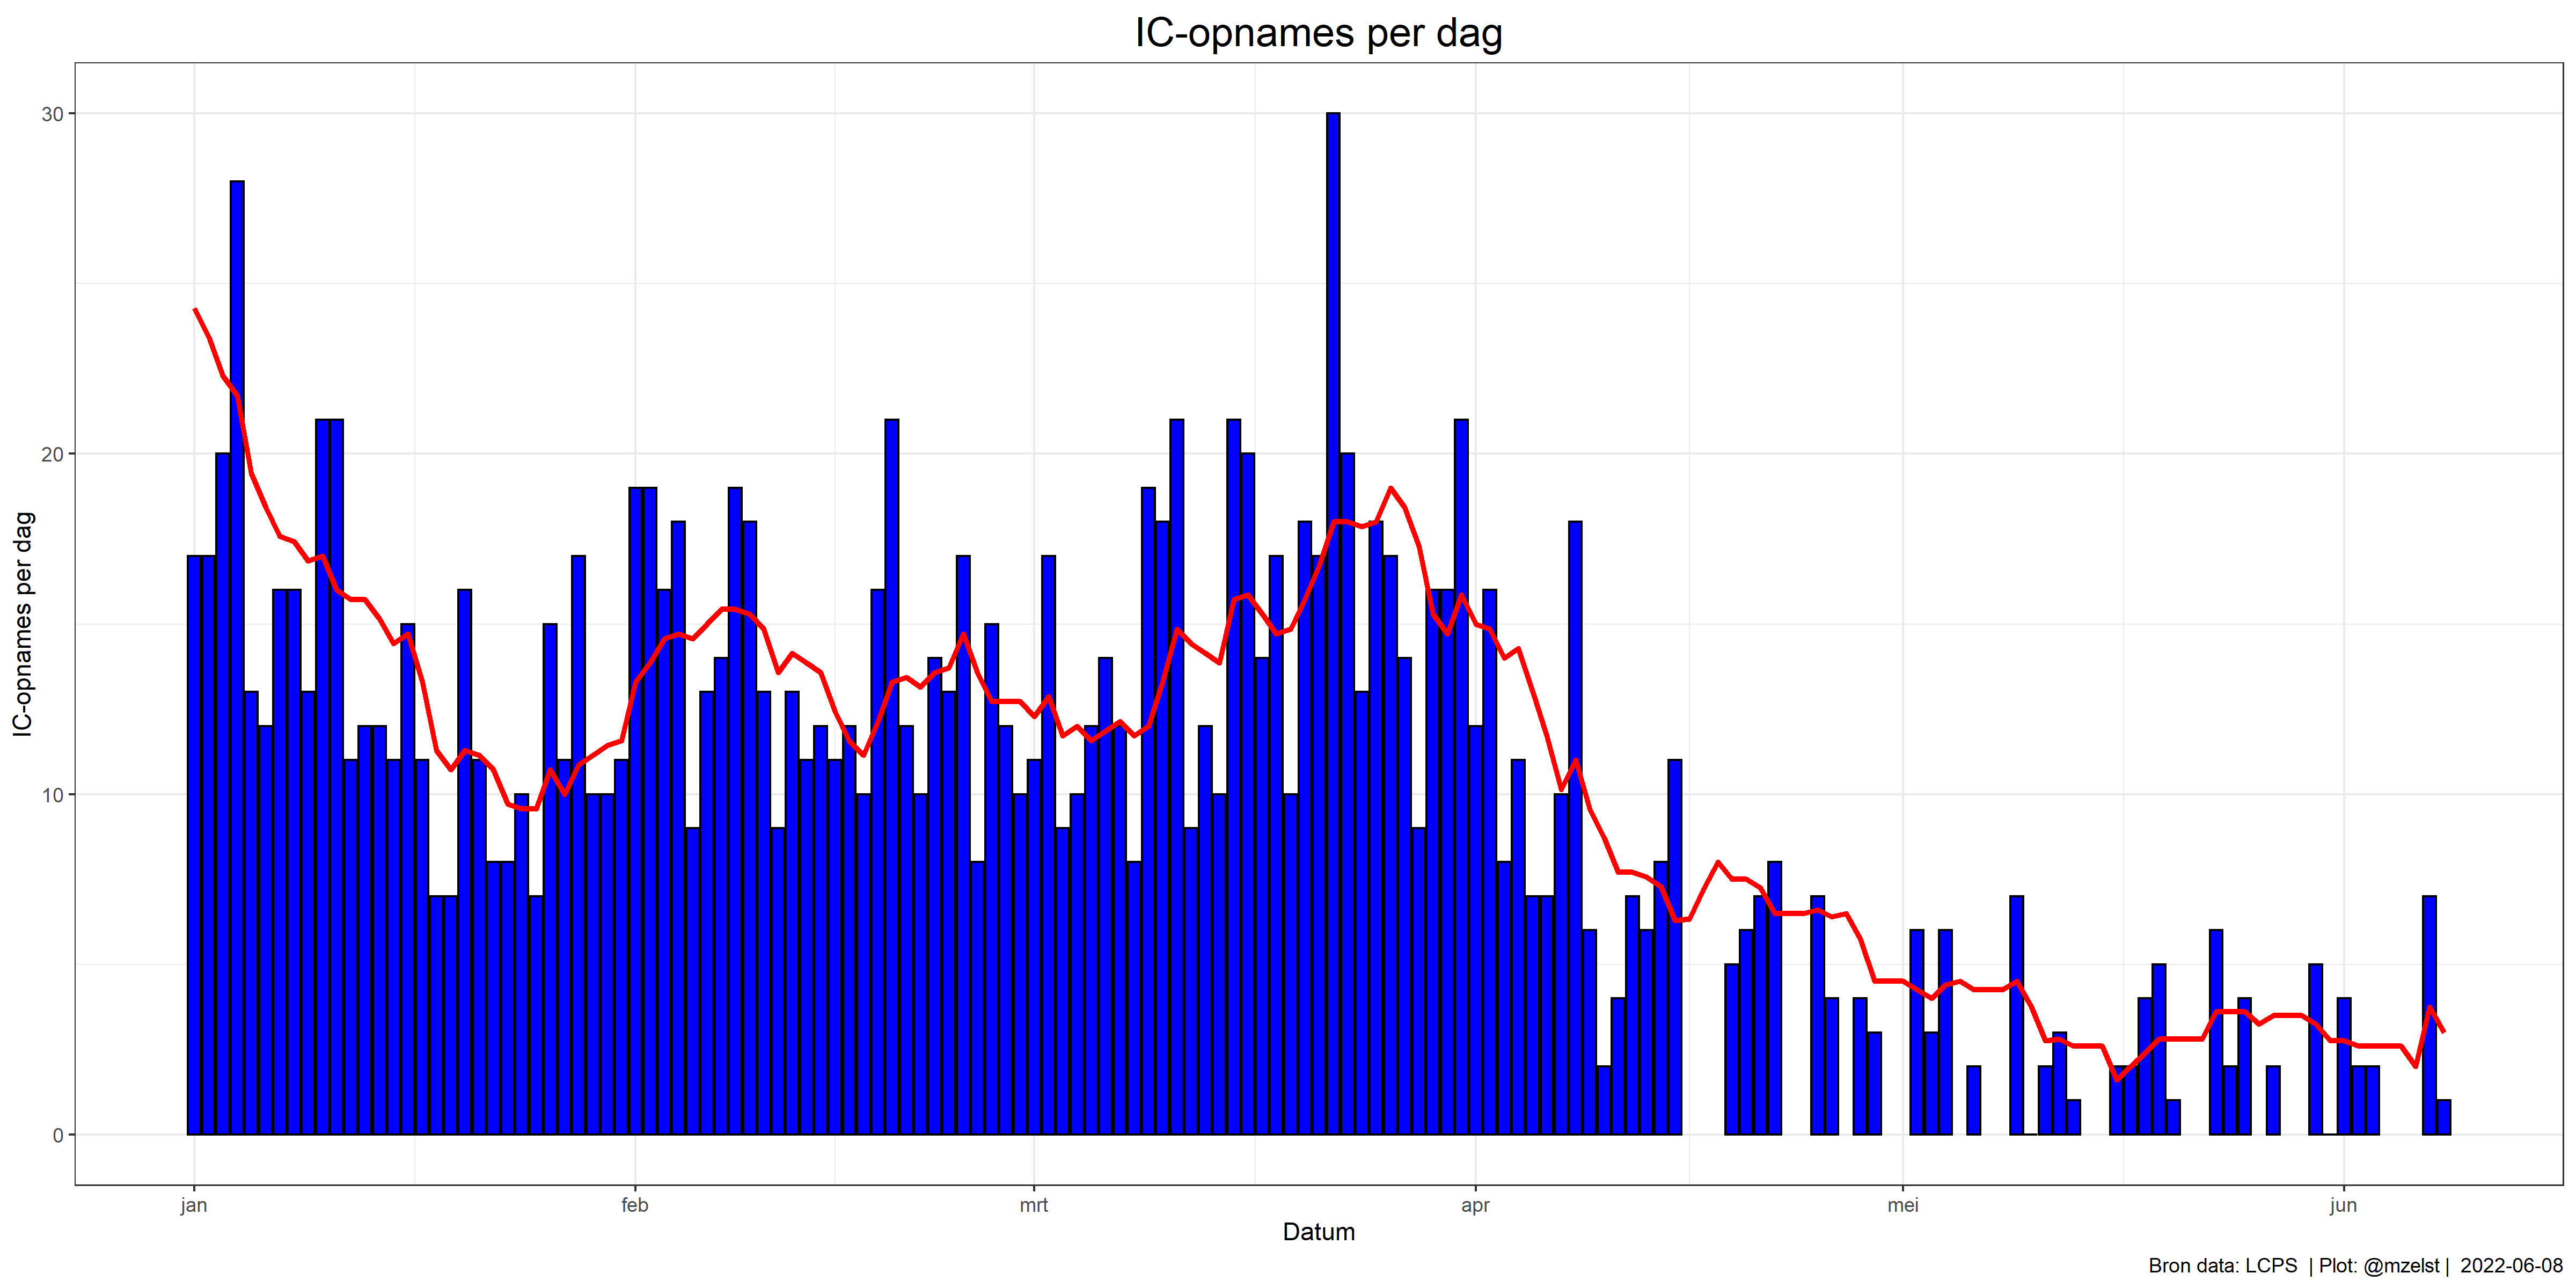 IC-opnames per dag
IC-opnames per dag
30
20
10
0
jan feb mrt apr mei jun
Datum
Bron data: LCPS | Plot: @mzelst | 2022-06-08